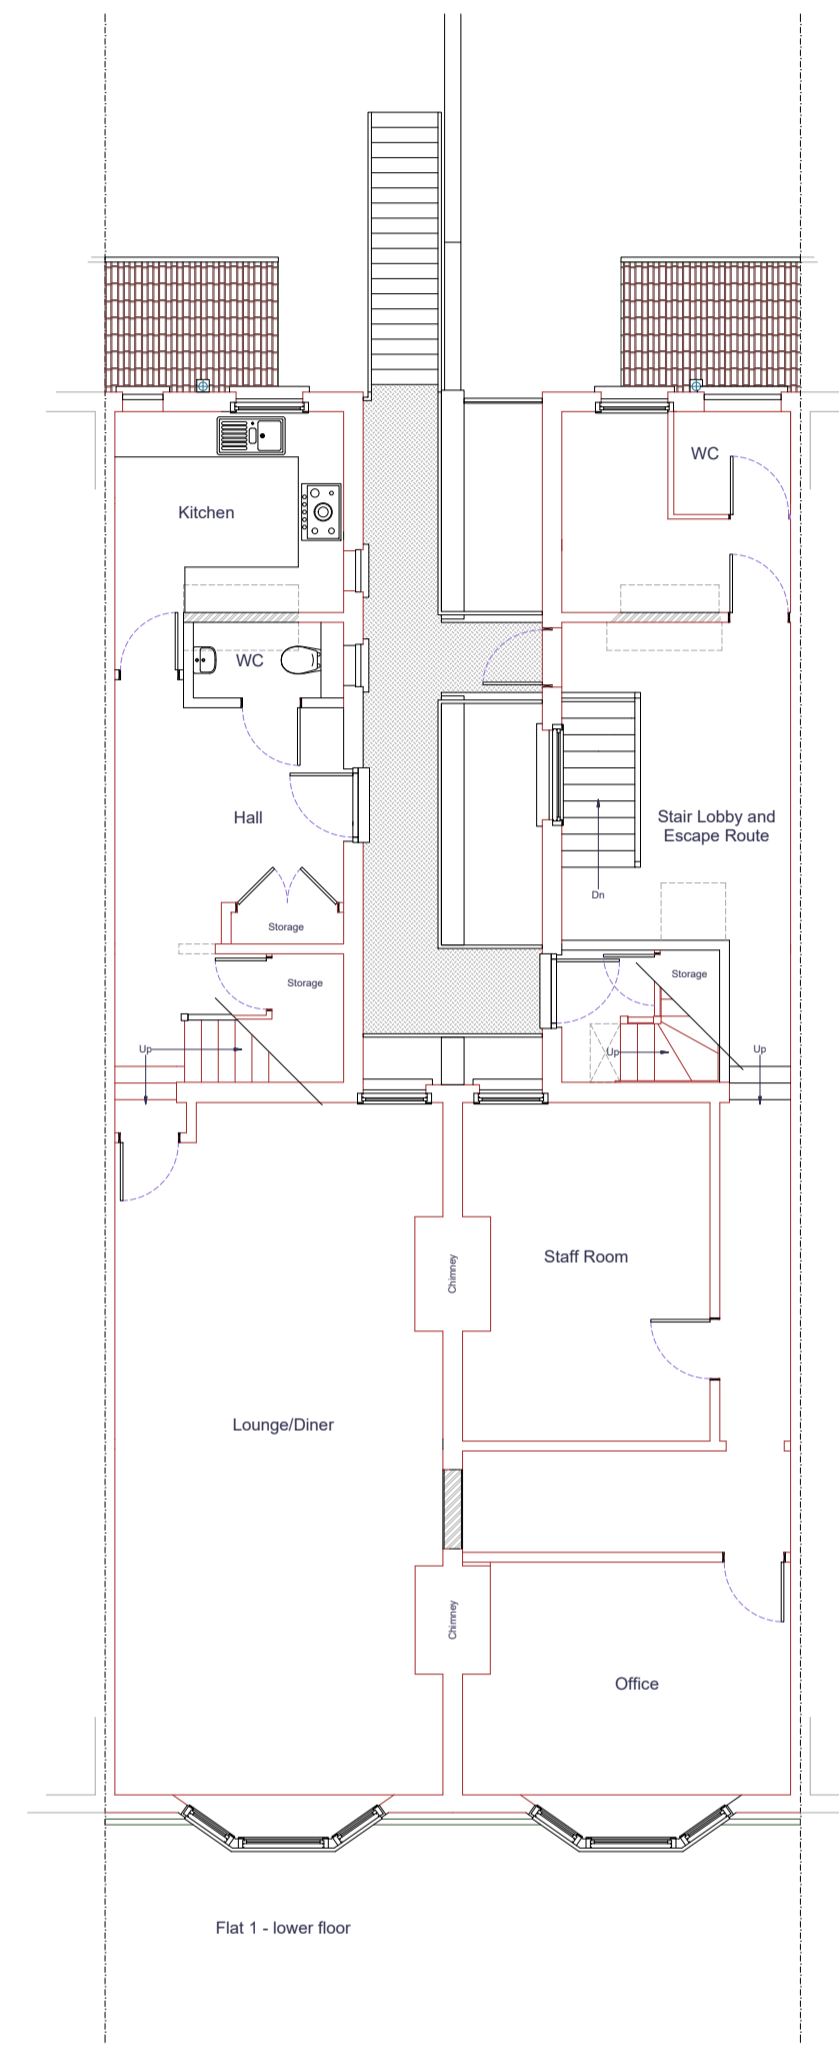 WC
Kitchen
WC
Hall
Stair Lobby and
Escape Route
Dn
Storage
Storage
Storage
Up
Up
Up
Staff Room
Chimney
Lounge/Diner
Chimney
Office
Flat 1 - lower floor